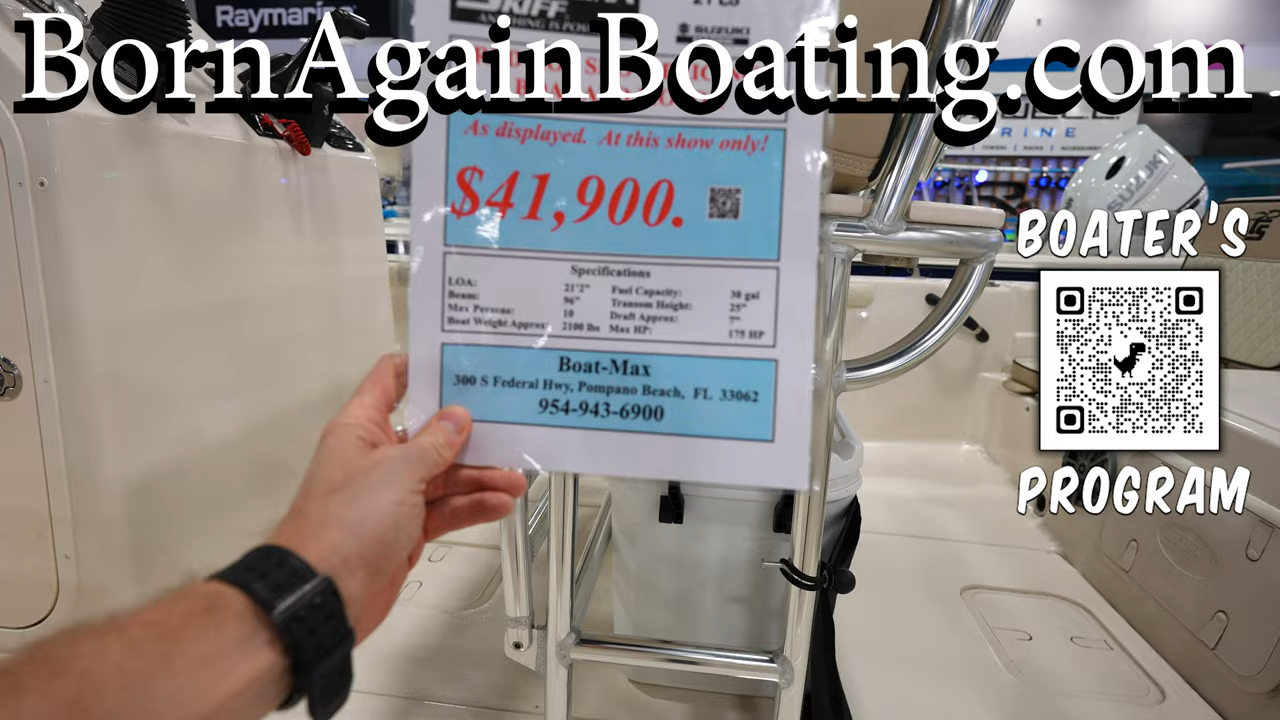 BornAgainBoating.com
Raymarine
SUZUKI
As displayed. At this show only!
$41,900.
Specifications
LOA: 21'2" Fuel Capacity: 30 gal
Beam: 96" Transom Height: 25"
Max Persons: 10 Draft Approx: 7"
Boat Weight Approx: 2100 lbs Max HP: 175 HP
Boat-Max
300 S Federal Hwy, Pompano Beach, FL 33062
954-943-6900
RINE
SUZUKI
BOATER'S
PROGRAM